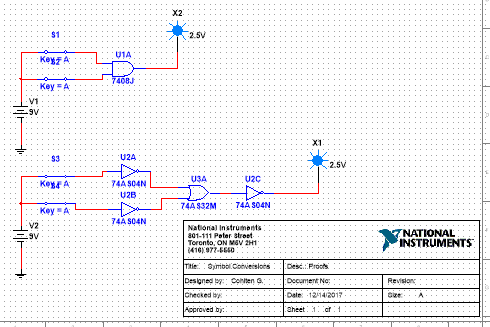 X2
2.5V
S1
Key = A
S2
Key = A
U1A
7408J
V1
9V
X1
2.5V
S3
Key = A
S4
Key = A
U2A
74AS04N
U2B
74AS04N
U3A
74AS32M
U2C
74AS04N
V2
9V
National Instruments
801-111 Peter Street
Toronto, ON M5V 2H1
(416) 977-5550
NATIONAL
INSTRUMENTS
Title: Symbol Conversions Desc.: Proofs
Designed by: Cohlten G. Document No: Revision:
Checked by: Date: 12/14/2017 Size: A
Approved by: Sheet 1 of 1